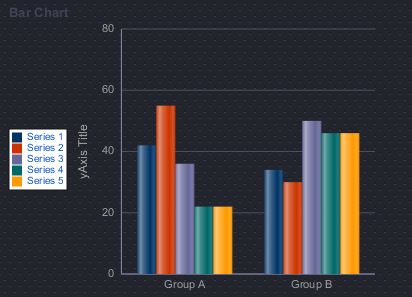 Bar Chart
80
60
40
20
0
yAxis Title
Series 1
Series 2
Series 3
Series 4
Series 5
Group A
Group B